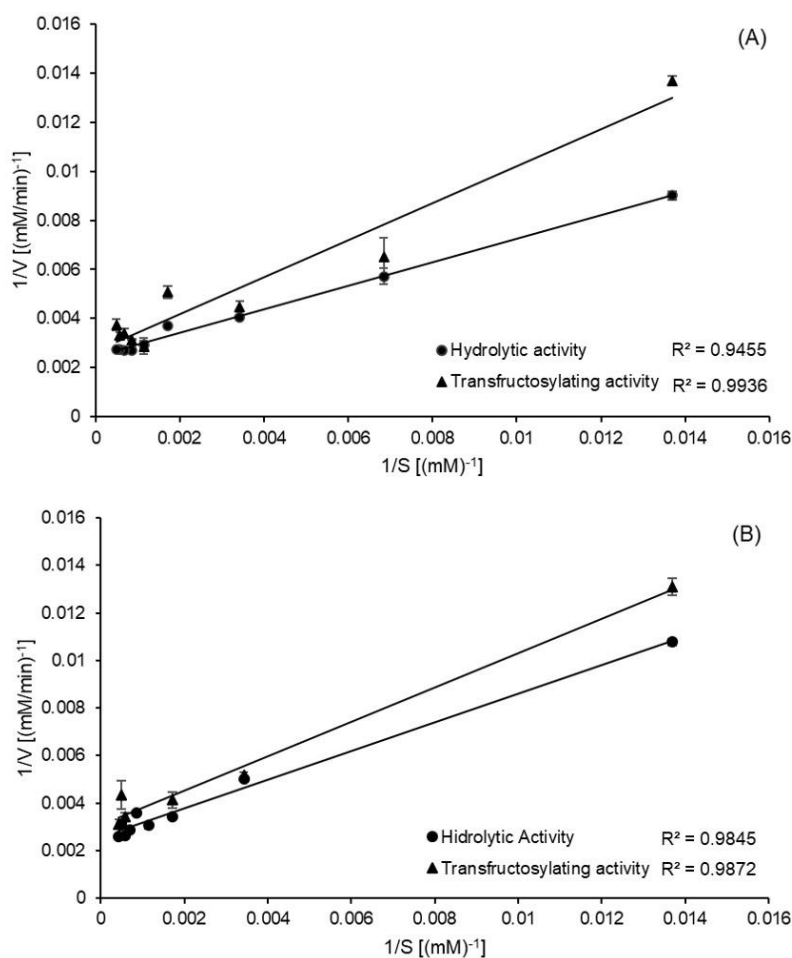 (A)
1/V [(mM/min)⁻¹]
0.016
0.014
0.012
0.01
0.008
0.006
0.004
0.002
0
Hydrolytic activity R² = 0.9455
Transfructosylating activity R² = 0.9936
0 0.002 0.004 0.006 0.008 0.01 0.012 0.014 0.016
1/S [(mM)⁻¹]
(B)
1/V [(mM/min)⁻¹]
0.016
0.014
0.012
0.01
0.008
0.006
0.004
0.002
0
Hidrolytic Activity R² = 0.9845
Transfructosylating activity R² = 0.9872
0 0.002 0.004 0.006 0.008 0.01 0.012 0.014 0.016
1/S [(mM)⁻¹]